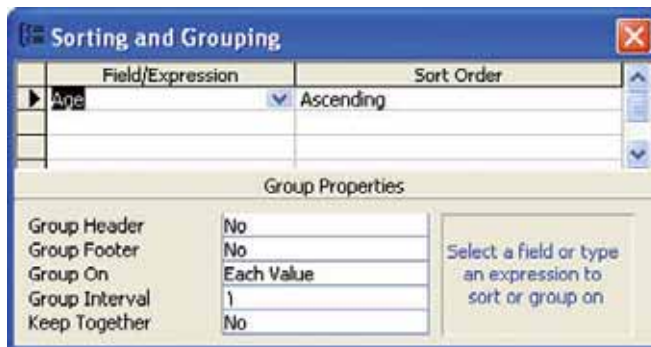 Sorting and Grouping
Field/Expression Sort Order
Age Ascending
Group Properties
Group Header No
Group Footer No
Group On Each Value
Group Interval 1
Keep Together No
Select a field or type
an expression to
sort or group on